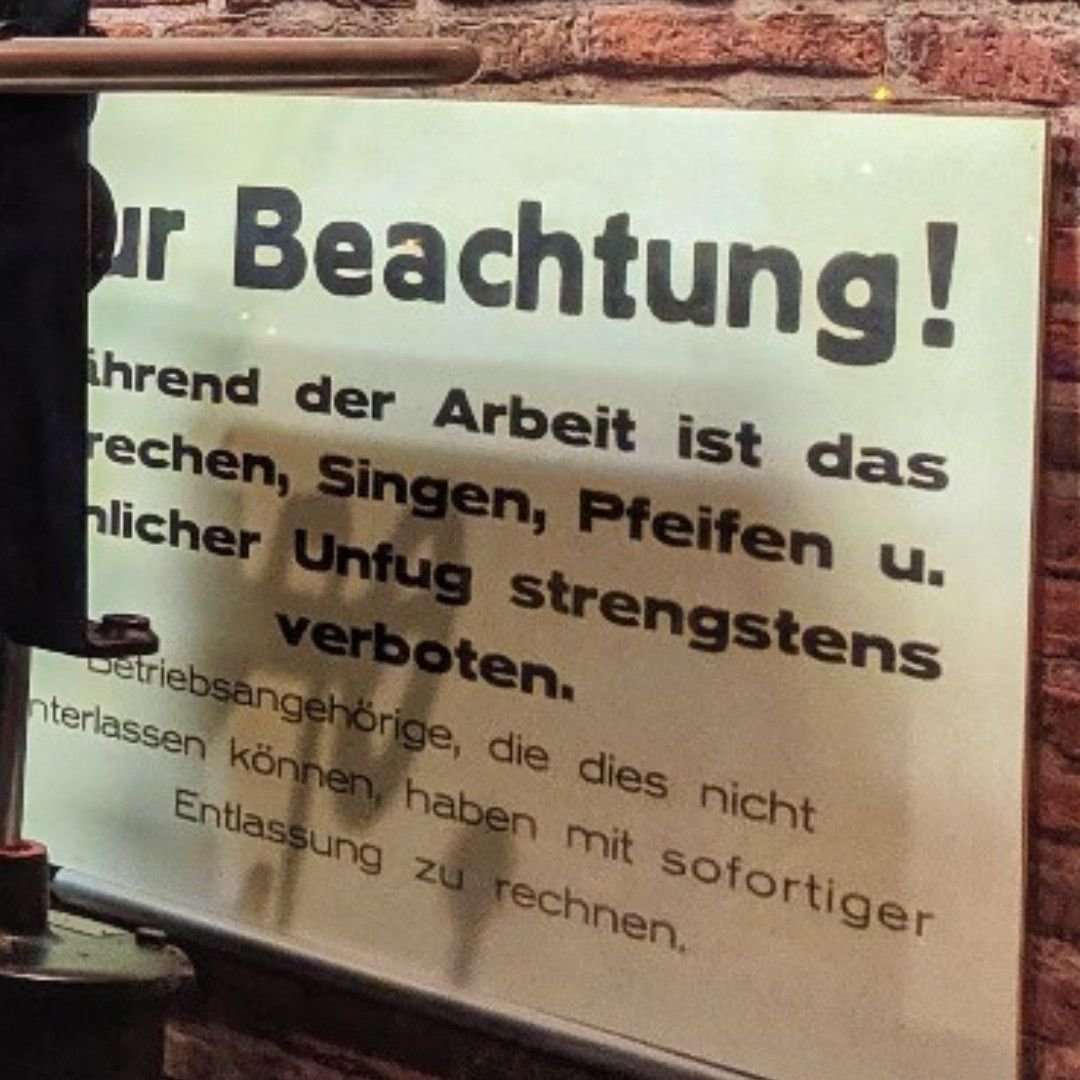 ur Beachtung!
ährend der Arbeit ist das
rechen, Singen, Pfeifen u.
nlicher Unfug strengstens
verboten.
Betriebsangehörige, die dies nicht
nterlassen können, haben mit sofortiger
Entlassung zu rechnen.